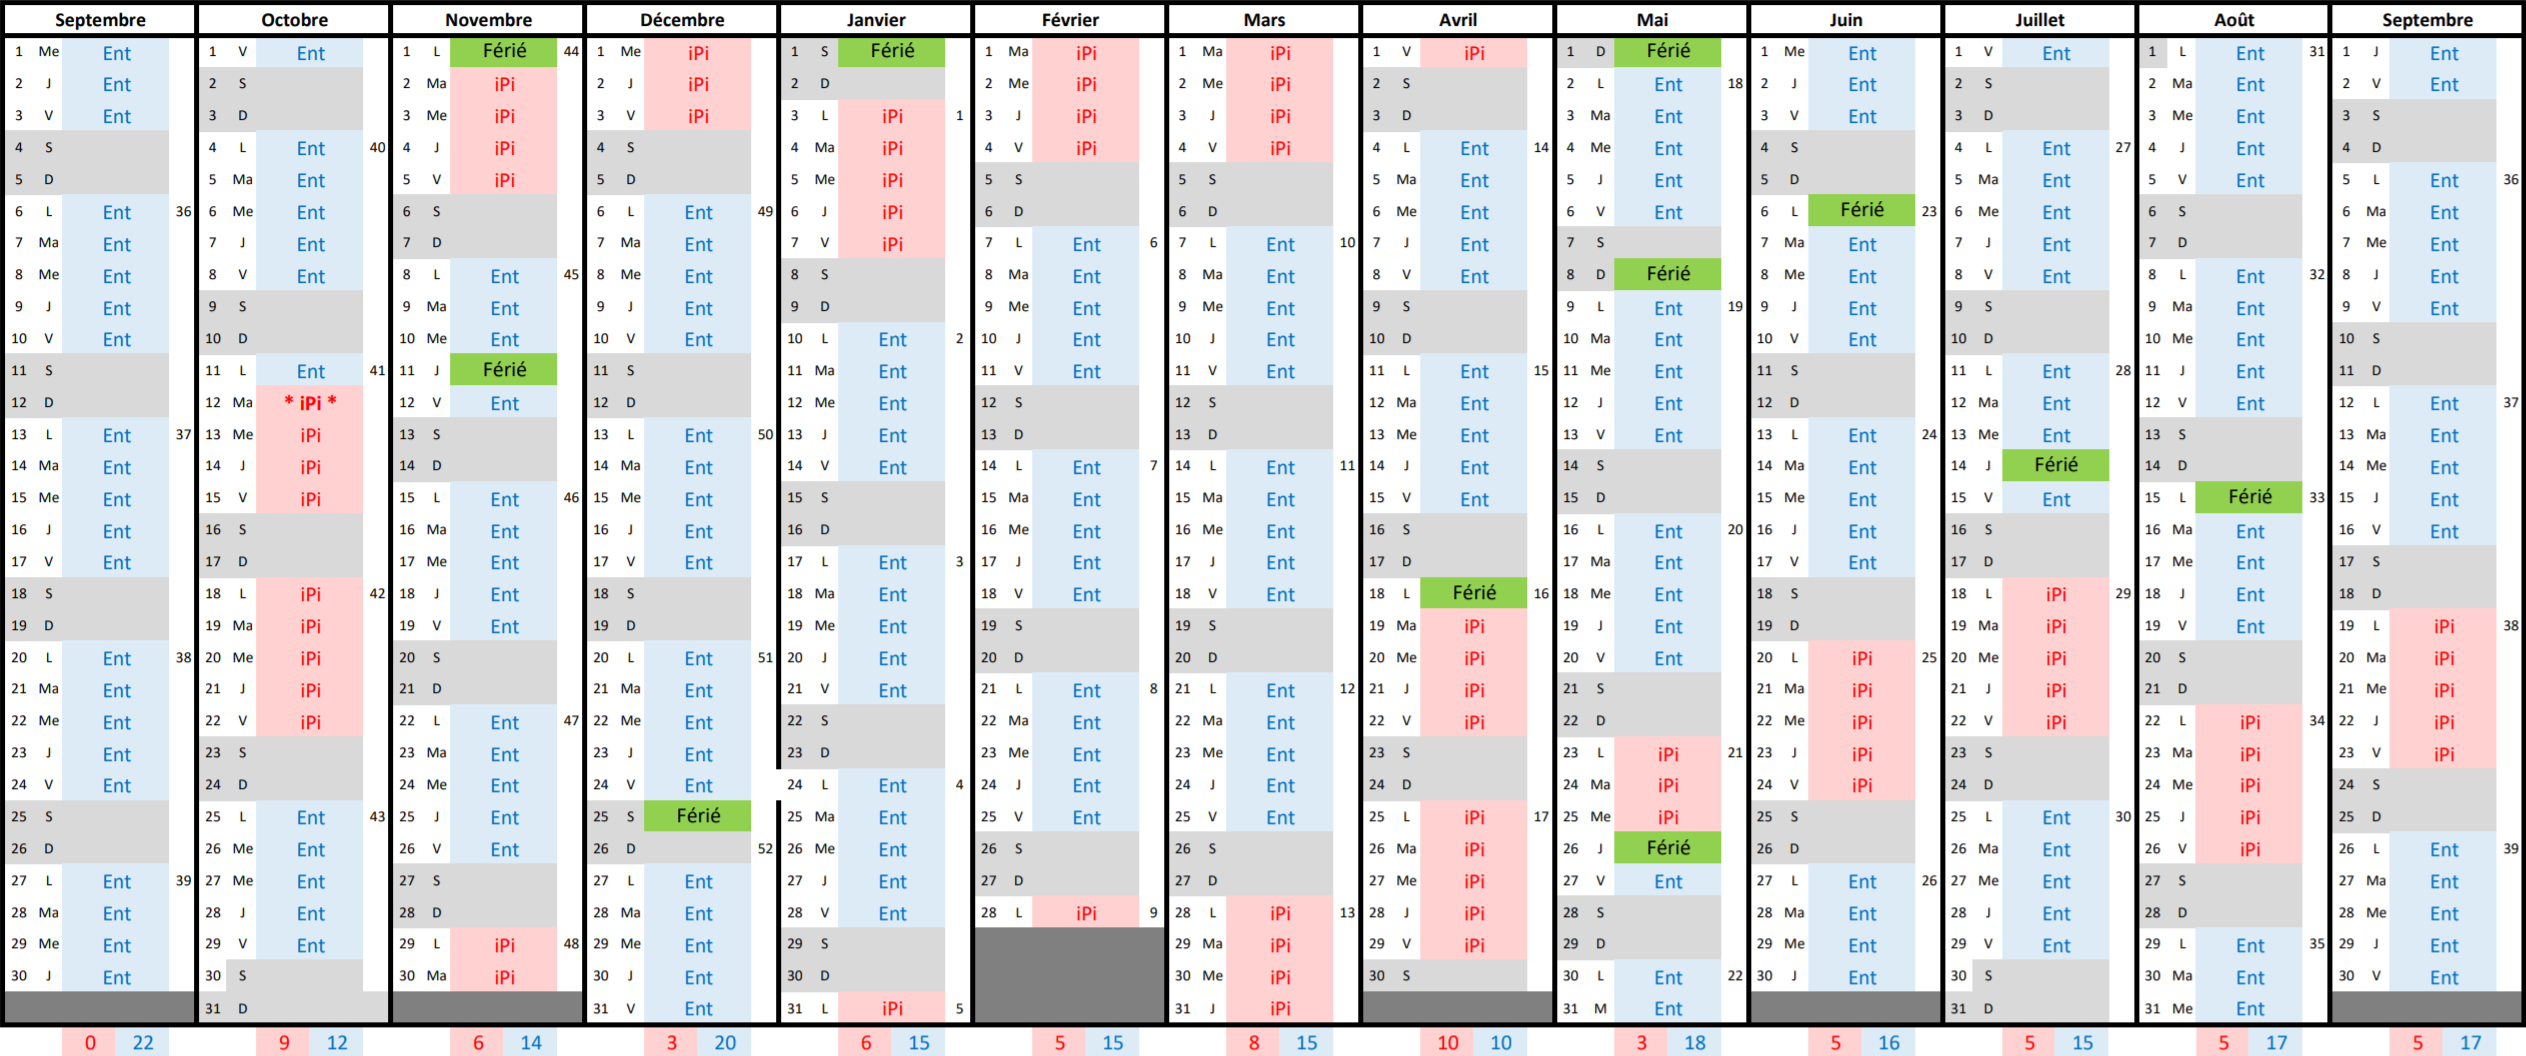 Septembre Octobre Novembre Décembre Janvier Février Mars Avril Mai Juin Juillet Août Septembre
1 Me Ent 1 V Ent 1 L Férié 44 1 Me iPi 1 S Férié 1 Ma iPi 1 Ma iPi 1 V iPi 1 D Férié 1 Me Ent 1 V Ent 1 L Ent 31 1 J Ent
2 J Ent 2 S 2 Ma iPi 2 J iPi 2 D 2 Me iPi 2 Me iPi 2 S 2 L Ent 18 2 J Ent 2 S 2 Ma Ent 2 V Ent
3 V Ent 3 D 3 Me iPi 3 V iPi 3 L iPi 1 3 J iPi 3 J iPi 3 D 3 Ma Ent 3 V Ent 3 D 3 Me Ent 3 S
4 S 4 L Ent 40 4 J iPi 4 S 4 Ma iPi 4 V iPi 4 V iPi 4 L Ent 14 4 Me Ent 4 S 4 L Ent 27 4 J Ent 4 D
5 D 5 Ma Ent 5 V iPi 5 D 5 Me iPi 5 S 5 S 5 Ma Ent 5 J Ent 5 D 5 Ma Ent 5 V Ent 5 L Ent 36
6 L Ent 36 6 Me Ent 6 S 6 L Ent 49 6 J iPi 6 D 6 D 6 Me Ent 6 V Ent 6 L Férié 23 6 Me Ent 6 S 6 Ma Ent
7 Ma Ent 7 J Ent 7 D 7 Ma Ent 7 V iPi 7 L Ent 6 7 L Ent 10 7 J Ent 7 S 7 Ma Ent 7 J Ent 7 D 7 Me Ent
8 Me Ent 8 V Ent 8 L Ent 45 8 Me Ent 8 S 8 Ma Ent 8 Ma Ent 8 V Ent 8 D Férié 8 Me Ent 8 V Ent 8 L Ent 32 8 J Ent
9 J Ent 9 S 9 Ma Ent 9 J Ent 9 D 9 Me Ent 9 Me Ent 9 S 9 L Ent 19 9 J Ent 9 S 9 Ma Ent 9 V Ent
10 V Ent 10 D 10 Me Ent 10 V Ent 10 L Ent 2 10 J Ent 10 J Ent 10 D 10 Ma Ent 10 V Ent 10 D 10 Me Ent 10 S
11 S 11 L Ent 41 11 J Férié 11 S 11 Ma Ent 11 V Ent 11 V Ent 11 L Ent 15 11 Me Ent 11 S 11 L Ent 28 11 J Ent 11 D
12 D 12 Ma * iPi * 12 V Ent 12 D 12 Me Ent 12 S 12 S 12 Ma Ent 12 J Ent 12 D 12 Ma Ent 12 V Ent 12 L Ent 37
13 L Ent 37 13 Me iPi 13 S 13 L Ent 50 13 J Ent 13 D 13 D 13 Me Ent 13 V Ent 13 L Ent 24 13 Me Ent 13 S 13 Ma Ent
14 Ma Ent 14 J iPi 14 D 14 Ma Ent 14 V Ent 14 L Ent 7 14 L Ent 11 14 J Ent 14 S 14 Ma Ent 14 J Férié 14 D 14 Me Ent
15 Me Ent 15 V iPi 15 L Ent 46 15 Me Ent 15 S 15 Ma Ent 15 Ma Ent 15 V Ent 15 D 15 Me Ent 15 V Ent 15 L Férié 33 15 J Ent
16 J Ent 16 S 16 Ma Ent 16 J Ent 16 D 16 Me Ent 16 Me Ent 16 S 16 L Ent 20 16 J Ent 16 S 16 Ma Ent 16 V Ent
17 V Ent 17 D 17 Me Ent 17 V Ent 17 L Ent 3 17 J Ent 17 J Ent 17 D 17 Ma Ent 17 V Ent 17 D 17 Me Ent 17 S
18 S 18 L iPi 42 18 J Ent 18 S 18 Ma Ent 18 V Ent 18 V Ent 18 L Férié 16 18 Me Ent 18 S 18 L iPi 29 18 J Ent 18 D
19 D 19 Ma iPi 19 V Ent 19 D 19 Me Ent 19 S 19 S 19 Ma iPi 19 J Ent 19 D 19 Ma iPi 19 V Ent 19 L iPi 38
20 L Ent 38 20 Me iPi 20 S 20 L Ent 51 20 J Ent 20 D 20 D 20 Me iPi 20 V Ent 20 L iPi 25 20 Me iPi 20 S 20 Ma iPi
21 Ma Ent 21 J iPi 21 D 21 Ma Ent 21 V Ent 21 L Ent 8 21 L Ent 12 21 J iPi 21 S 21 Ma iPi 21 J iPi 21 D 21 Me iPi
22 Me Ent 22 V iPi 22 L Ent 47 22 Me Ent 22 S 22 Ma Ent 22 Ma Ent 22 V iPi 22 D 22 Me iPi 22 V iPi 22 L iPi 34 22 J iPi
23 J Ent 23 S 23 Ma Ent 23 J Ent 23 D 23 Me Ent 23 Me Ent 23 S 23 L iPi 21 23 J iPi 23 S 23 Ma iPi 23 V iPi
24 V Ent 24 D 24 Me Ent 24 V Ent 24 L Ent 4 24 J Ent 24 J Ent 24 D 24 Ma iPi 24 V iPi 24 D 24 Me iPi 24 S
25 S 25 L Ent 43 25 J Ent 25 S Férié 25 Ma Ent 25 V Ent 25 V Ent 25 L iPi 17 25 Me iPi 25 S 25 L Ent 30 25 J iPi 25 D
26 D 26 Me Ent 26 V Ent 26 D 52 26 Me Ent 26 S 26 S 26 Ma iPi 26 J Férié 26 D 26 Ma Ent 26 V iPi 26 L Ent 39
27 L Ent 39 27 Me Ent 27 S 27 L Ent 27 J Ent 27 D 27 D 27 Me iPi 27 V Ent 27 L Ent 26 27 Me Ent 27 S 27 Ma Ent
28 Ma Ent 28 J Ent 28 D 28 Ma Ent 28 V Ent 28 L iPi 9 28 L iPi 13 28 J iPi 28 S 28 Ma Ent 28 J Ent 28 D 28 Me Ent
29 Me Ent 29 V Ent 29 L iPi 48 29 Me Ent 29 S 29 Ma iPi 29 V iPi 29 D 29 Me Ent 29 V Ent 29 L Ent 35 29 J Ent
30 J Ent 30 S 30 Ma iPi 30 J Ent 30 D 30 Me iPi 30 S 30 L Ent 22 30 J Ent 30 S 30 Ma Ent 30 V Ent
31 D 31 V Ent 31 L iPi 5 31 J iPi 31 M Ent 31 D 31 Me Ent
0 22 9 12 6 14 3 20 6 15 5 15 8 15 10 10 3 18 5 16 5 15 5 17 5 17